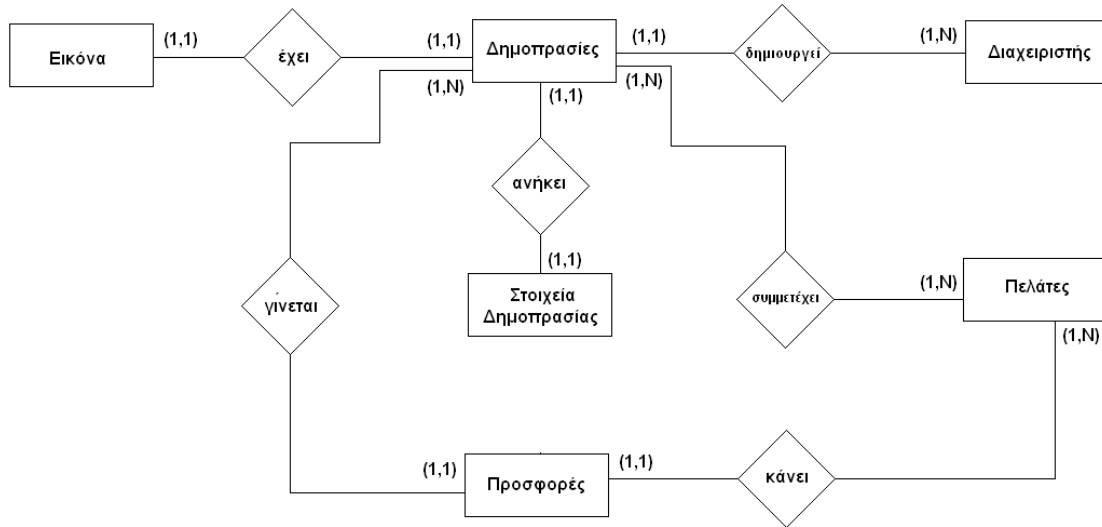 Εικόνα
(1,1)
έχει
(1,1)
Δημοπρασίες
(1,1)
δημιουργεί
(1,N)
Διαχειριστής
(1,N)
(1,1)
(1,N)
ανήκει
(1,1)
Στοιχεία
Δημοπρασίας
γίνεται
συμμετέχει
(1,N)
Πελάτες
(1,N)
(1,1)
Προσφορές
(1,1)
κάνει